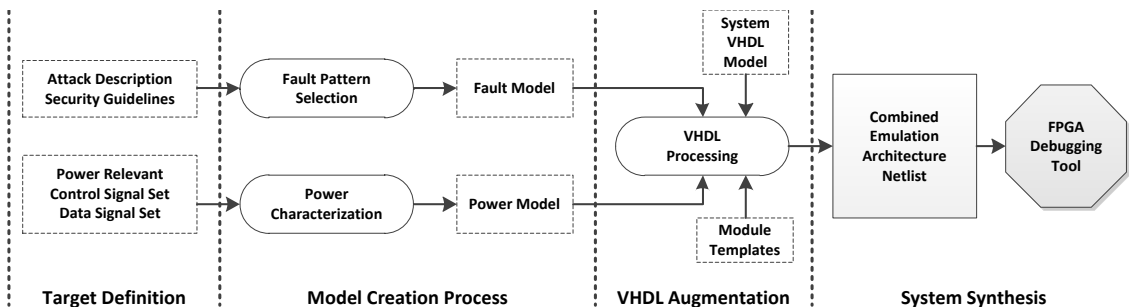 Attack Description
Security Guidelines
Fault Pattern
Selection
Fault Model
System
VHDL
Model
Power Relevant
Control Signal Set
Data Signal Set
Power
Characterization
Power Model
VHDL
Processing
Module
Templates
Combined
Emulation
Architecture
Netlist
FPGA
Debugging
Tool
Target Definition
Model Creation Process
VHDL Augmentation
System Synthesis